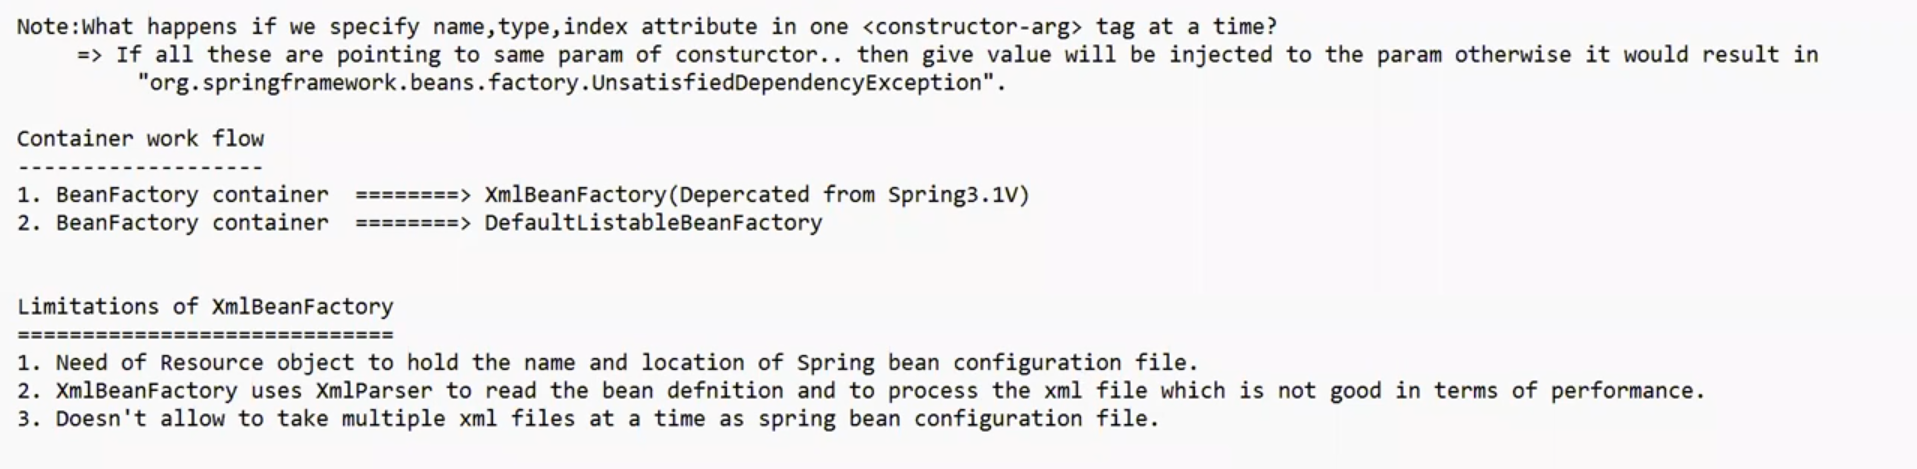 Note:What happens if we specify name,type,index attribute in one <constructor-arg> tag at a time?
=> If all these are pointing to same param of consturctor.. then give value will be injected to the param otherwise it would result in
"org.springframework.beans.factory.UnsatisfiedDependencyException".
Container work flow
-------------------
1. BeanFactory container ========> XmlBeanFactory(Depercated from Spring3.1V)
2. BeanFactory container ========> DefaultListableBeanFactory
Limitations of XmlBeanFactory
=============================
1. Need of Resource object to hold the name and location of Spring bean configuration file.
2. XmlBeanFactory uses XmlParser to read the bean defnition and to process the xml file which is not good in terms of performance.
3. Doesn't allow to take multiple xml files at a time as spring bean configuration file.